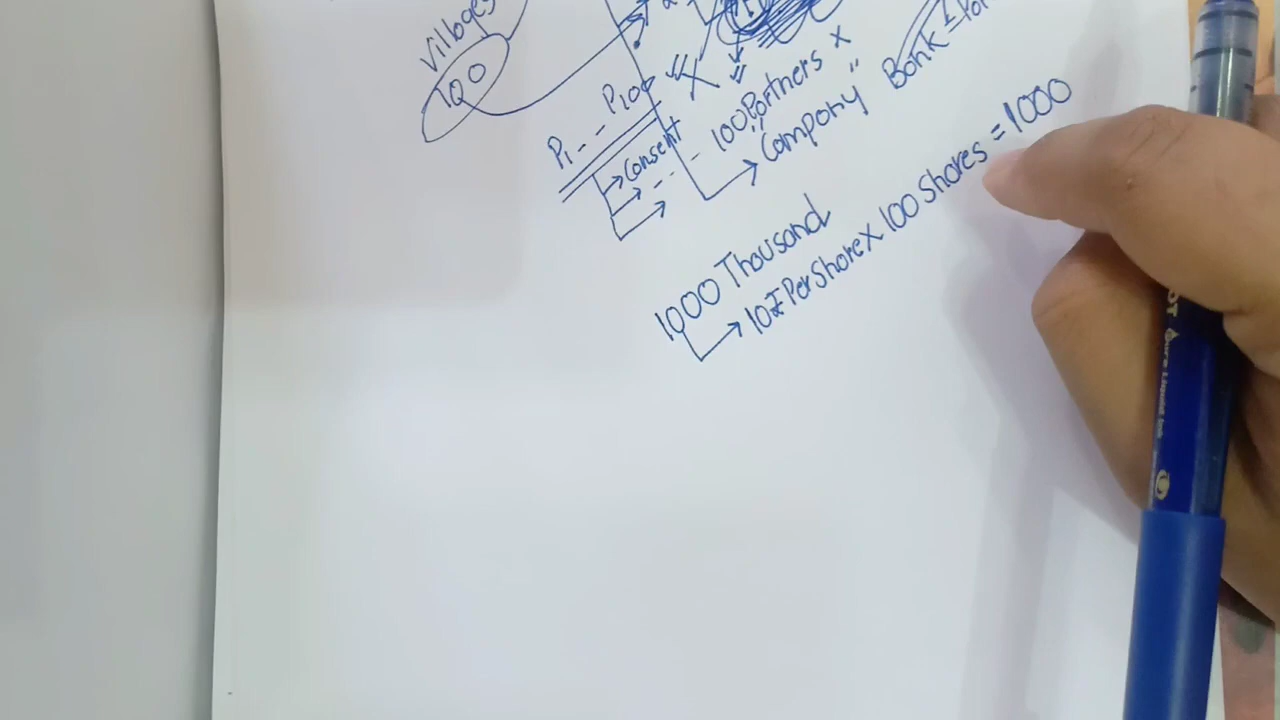 Villages
100
P1 - - P100
Consent
- 100 Partners x
Company "
Bank
1000 Thousand
10₹ Per Share x 100 Shares = 1000